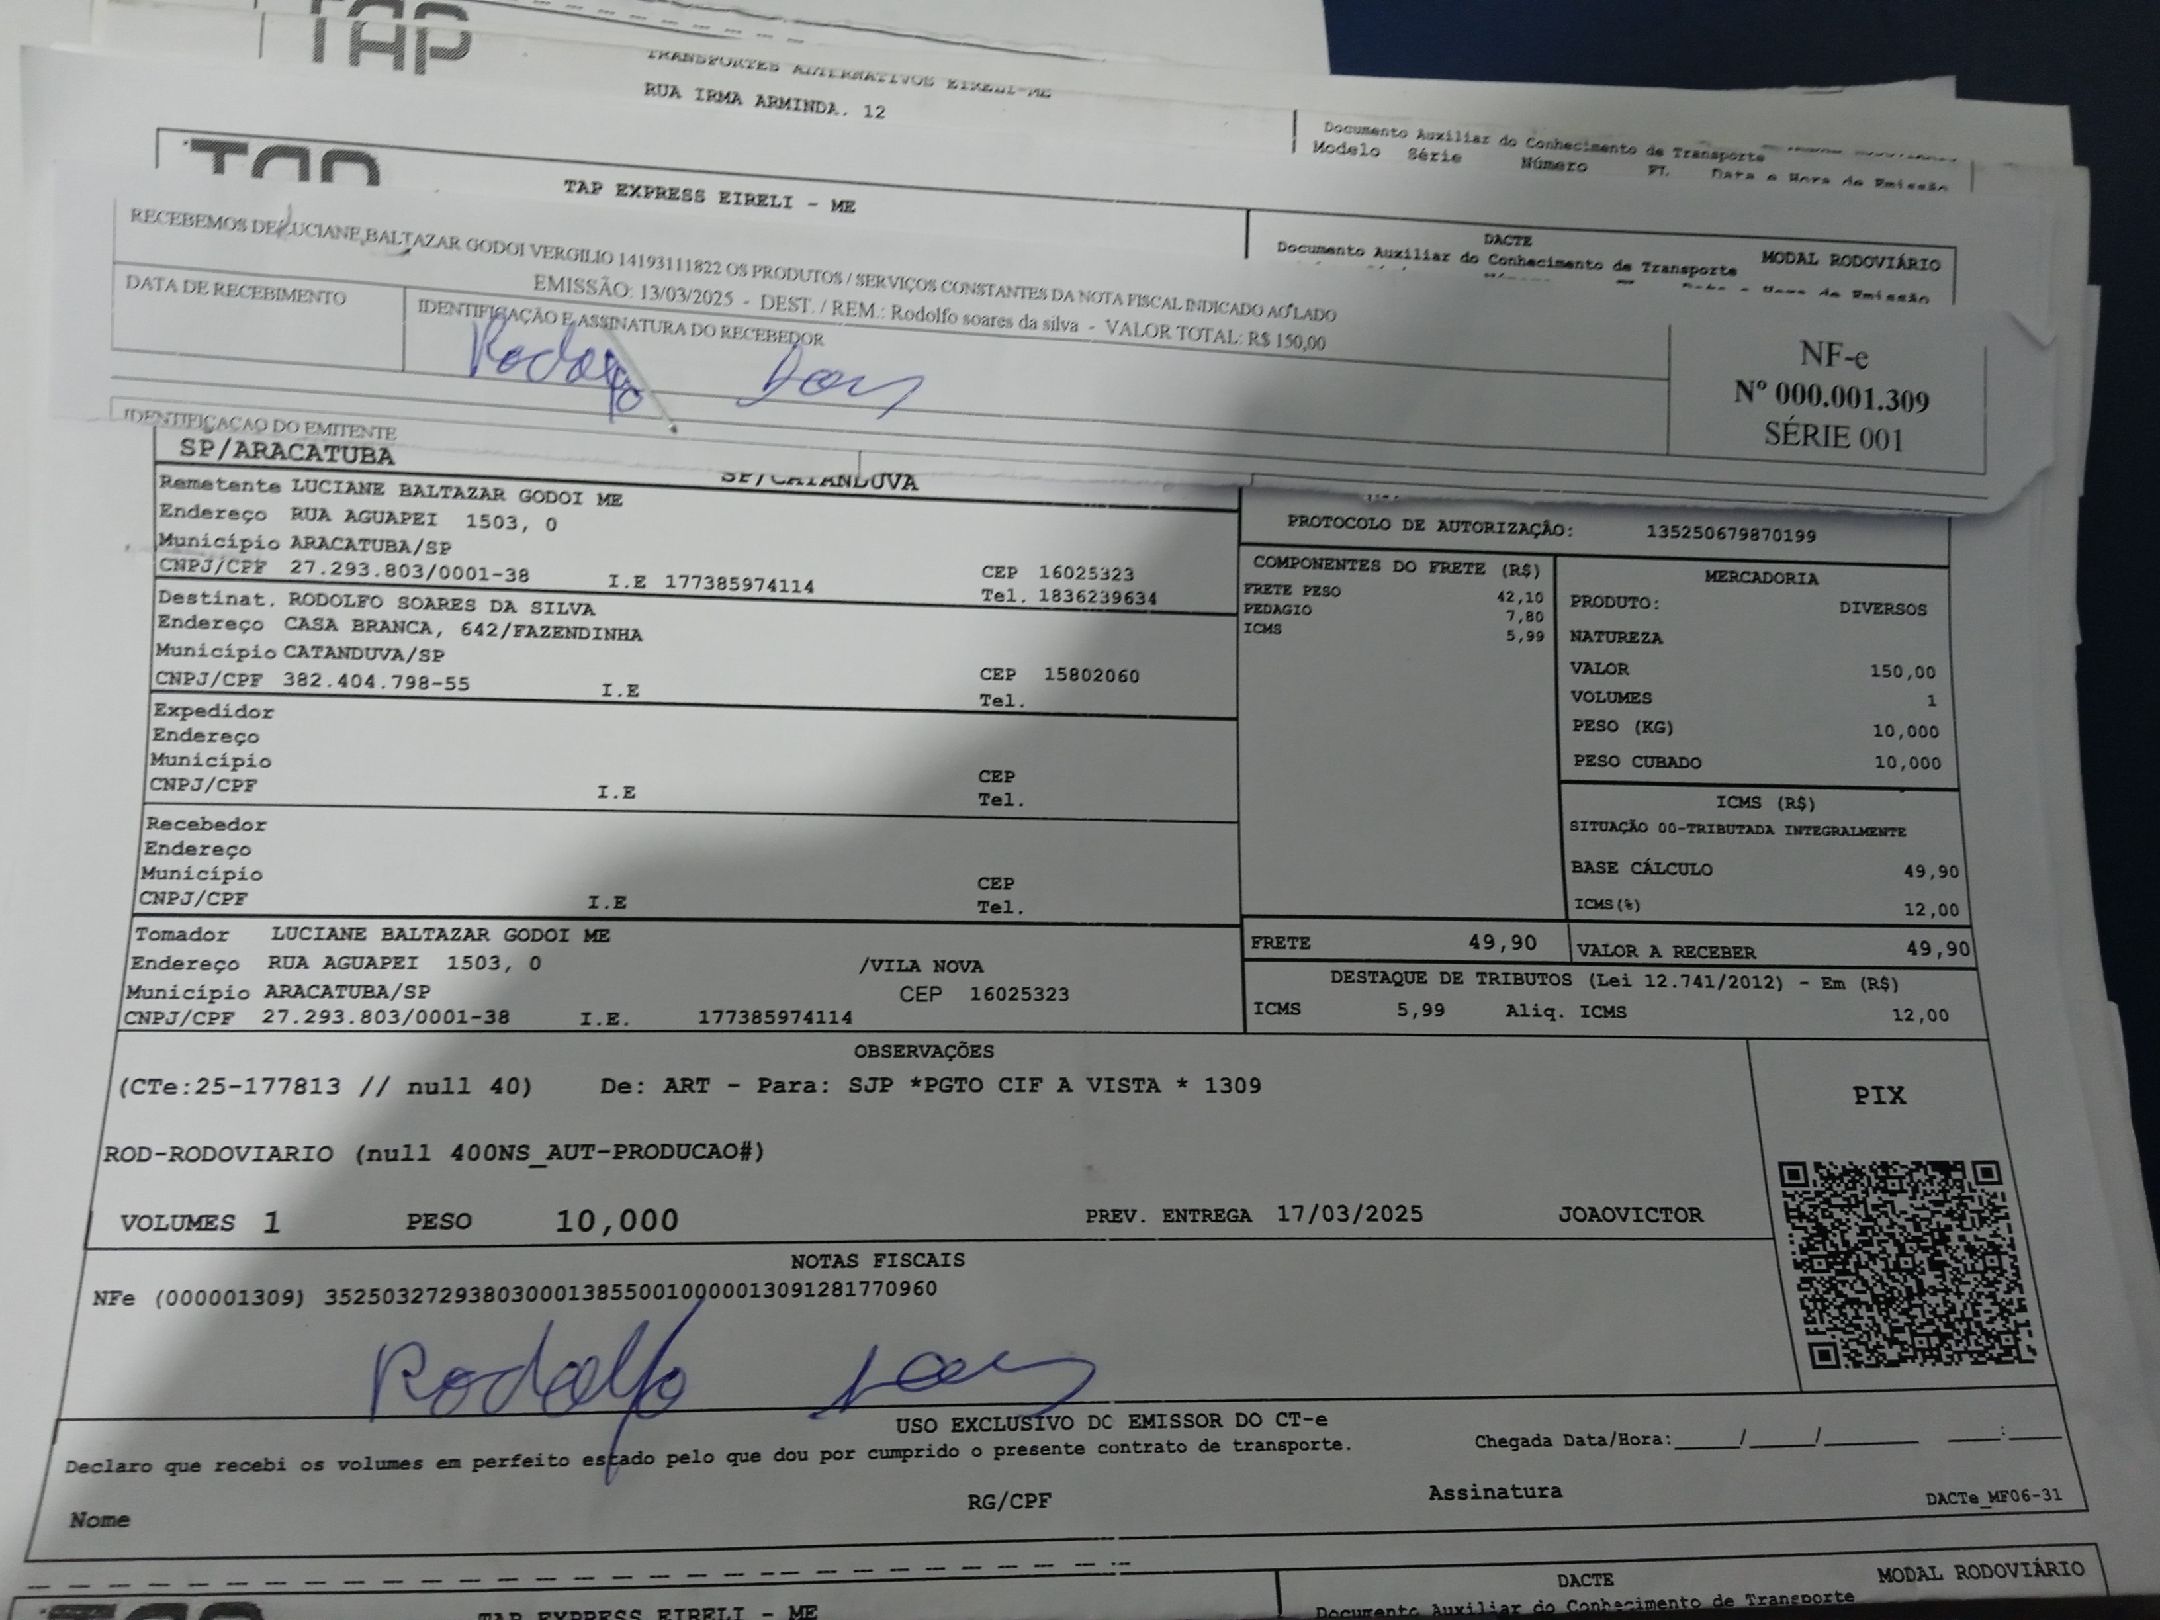 TAP
TRANSPORTES ALTERNATIVOS EIRELI-ME
RUA IRMA ARMINDA, 12
Documento Auxiliar do Conhecimento de Transporte
Modelo Série Número FL Data e Hora de Emissão
TAP
TAP EXPRESS EIRELI - ME
DACTE MODAL RODOVIÁRIO
Documento Auxiliar do Conhecimento de Transporte
RECEBEMOS DE LUCIANE BALTAZAR GODOI VERGILIO 14193111822 OS PRODUTOS / SERVIÇOS CONSTANTES DA NOTA FISCAL INDICADO AO LADO
EMISSÃO: 13/03/2025 - DEST. / REM.: Rodolfo soares da silva - VALOR TOTAL: R$ 150,00
DATA DE RECEBIMENTO
IDENTIFICAÇÃO E ASSINATURA DO RECEBEDOR
Rodolfo
NF-e
Nº 000.001.309
SÉRIE 001
IDENTIFICAÇÃO DO EMITENTE
SP/ARACATUBA
SP/CATANDUVA
Remetente LUCIANE BALTAZAR GODOI ME
Endereço RUA AGUAPEI 1503, 0
Município ARACATUBA/SP
CNPJ/CPF 27.293.803/0001-38 I.E 177385974114
CEP 16025323
Tel. 1836239634
Destinat. RODOLFO SOARES DA SILVA
Endereço CASA BRANCA, 642/FAZENDINHA
Município CATANDUVA/SP
CNPJ/CPF 382.404.798-55 I.E
CEP 15802060
Tel.
Expedidor
Endereço
Município
CNPJ/CPF I.E
CEP
Tel.
Recebedor
Endereço
Município
CNPJ/CPF I.E
CEP
Tel.
Tomador LUCIANE BALTAZAR GODOI ME
Endereço RUA AGUAPEI 1503, 0 /VILA NOVA
Município ARACATUBA/SP CEP 16025323
CNPJ/CPF 27.293.803/0001-38 I.E. 177385974114
PROTOCOLO DE AUTORIZAÇÃO: 135250679870199
COMPONENTES DO FRETE (R$)
FRETE PESO 42,10
PEDAGIO 7,80
ICMS 5,99
MERCADORIA
PRODUTO: DIVERSOS
NATUREZA
VALOR 150,00
VOLUMES 1
PESO (KG) 10,000
PESO CUBADO 10,000
ICMS (R$)
SITUAÇÃO 00-TRIBUTADA INTEGRALMENTE
BASE CÁLCULO 49,90
ICMS(%) 12,00
FRETE 49,90 VALOR A RECEBER 49,90
DESTAQUE DE TRIBUTOS (Lei 12.741/2012) - Em (R$)
ICMS 5,99 Aliq. ICMS 12,00
OBSERVAÇÕES
(CTe:25-177813 // null 40) De: ART - Para: SJP *PGTO CIF A VISTA * 1309
ROD-RODOVIARIO (null 400NS_AUT-PRODUCAO#)
PIX
VOLUMES 1 PESO 10,000 PREV. ENTREGA 17/03/2025 JOAOVICTOR
NOTAS FISCAIS
NFe (000001309) 35250327293803000138550010000013091281770960
Rodolfo
USO EXCLUSIVO DO EMISSOR DO CT-e
Declaro que recebi os volumes em perfeito estado pelo que dou por cumprido o presente contrato de transporte.
Chegada Data/Hora:____/____/______ ___:___
Nome RG/CPF Assinatura DACTe_MF06-31
TAP EXPRESS EIRELI - ME
DACTE MODAL RODOVIÁRIO
Documento Auxiliar do Conhecimento de Transporte